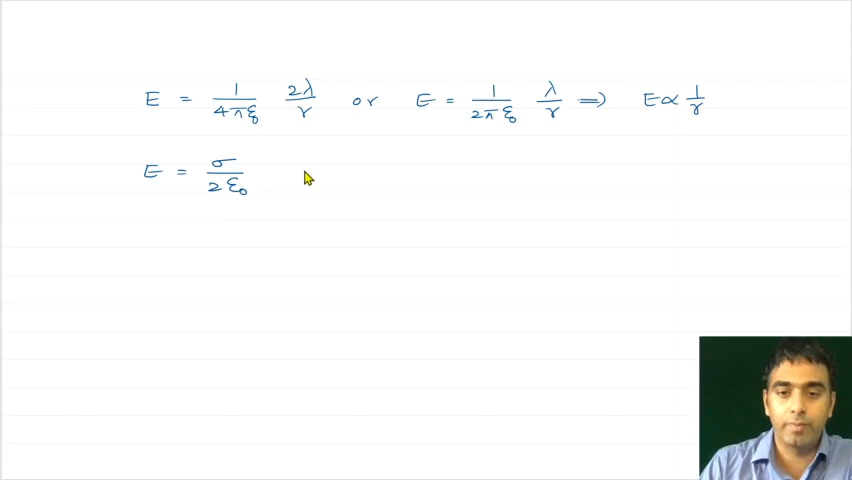 E = 1/4πε₀ 2λ/r or E = 1/2πε₀ λ/r ⟹ E ∝ 1/r
E = σ/2ε₀